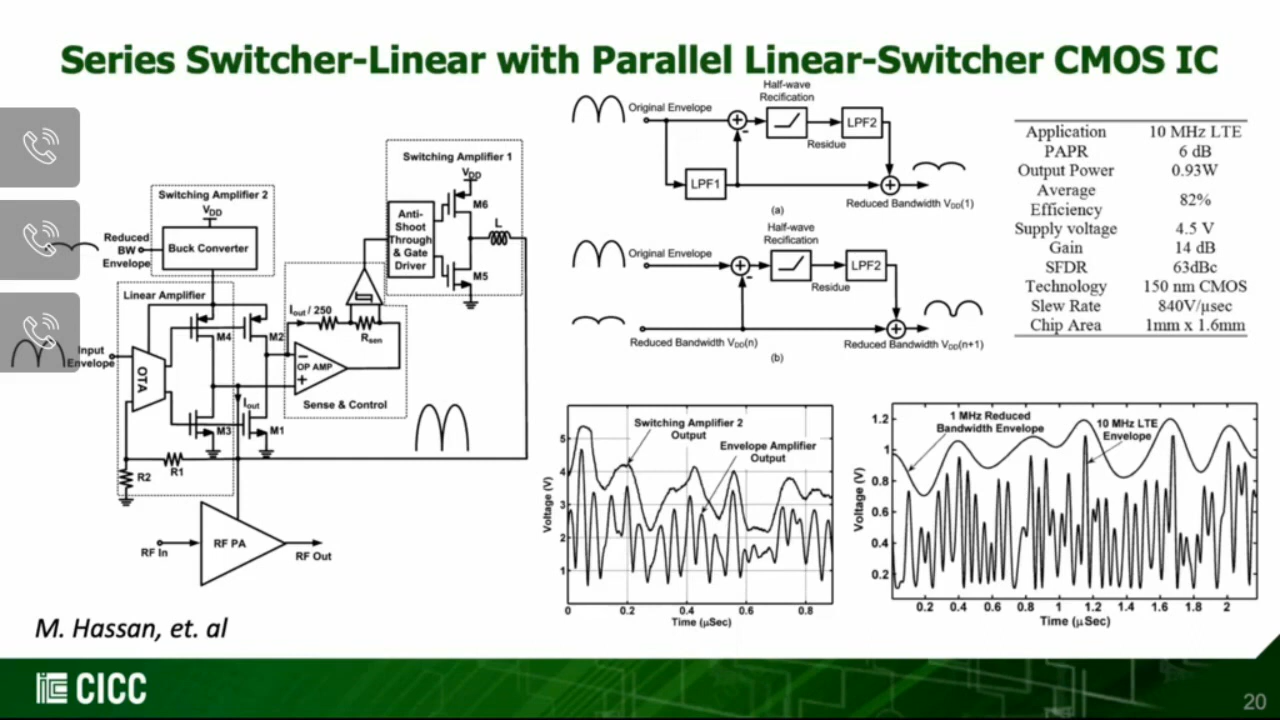 Series Switcher-Linear with Parallel Linear-Switcher CMOS IC
Switching Amplifier 1
VDD
M6
L
Anti-
Shoot
Through
& Gate
Driver
M5
Switching Amplifier 2
VDD
Buck Converter
Reduced
BW
Envelope
Linear Amplifier
M4
M2
Input
Envelope
OTA
Iout / 250
Rsen
OP AMP
−
+
Sense & Control
Iout
M3
M1
R1
R2
RF In
RF PA
RF Out
Half-wave
Rectification
Original Envelope
+
-
LPF2
Residue
LPF1
+
Reduced Bandwidth VDD(1)
(a)
Half-wave
Rectification
Original Envelope
+
-
LPF2
Residue
+
Reduced Bandwidth VDD(n)
Reduced Bandwidth VDD(n+1)
(b)
Application 10 MHz LTE
PAPR 6 dB
Output Power 0.93W
Average
Efficiency 82%
Supply voltage 4.5 V
Gain 14 dB
SFDR 63dBc
Technology 150 nm CMOS
Slew Rate 840V/μsec
Chip Area 1mm x 1.6mm
Switching Amplifier 2
Output
Envelope Amplifier
Output
Voltage (V)
5
4
3
2
1
0 0.2 0.4 0.6 0.8
Time (μSec)
1 MHz Reduced
Bandwidth Envelope
10 MHz LTE
Envelope
Voltage (V)
1.2
1
0.8
0.6
0.4
0.2
0.2 0.4 0.6 0.8 1 1.2 1.4 1.6 1.8 2
Time (μSec)
M. Hassan, et. al
CICC
20